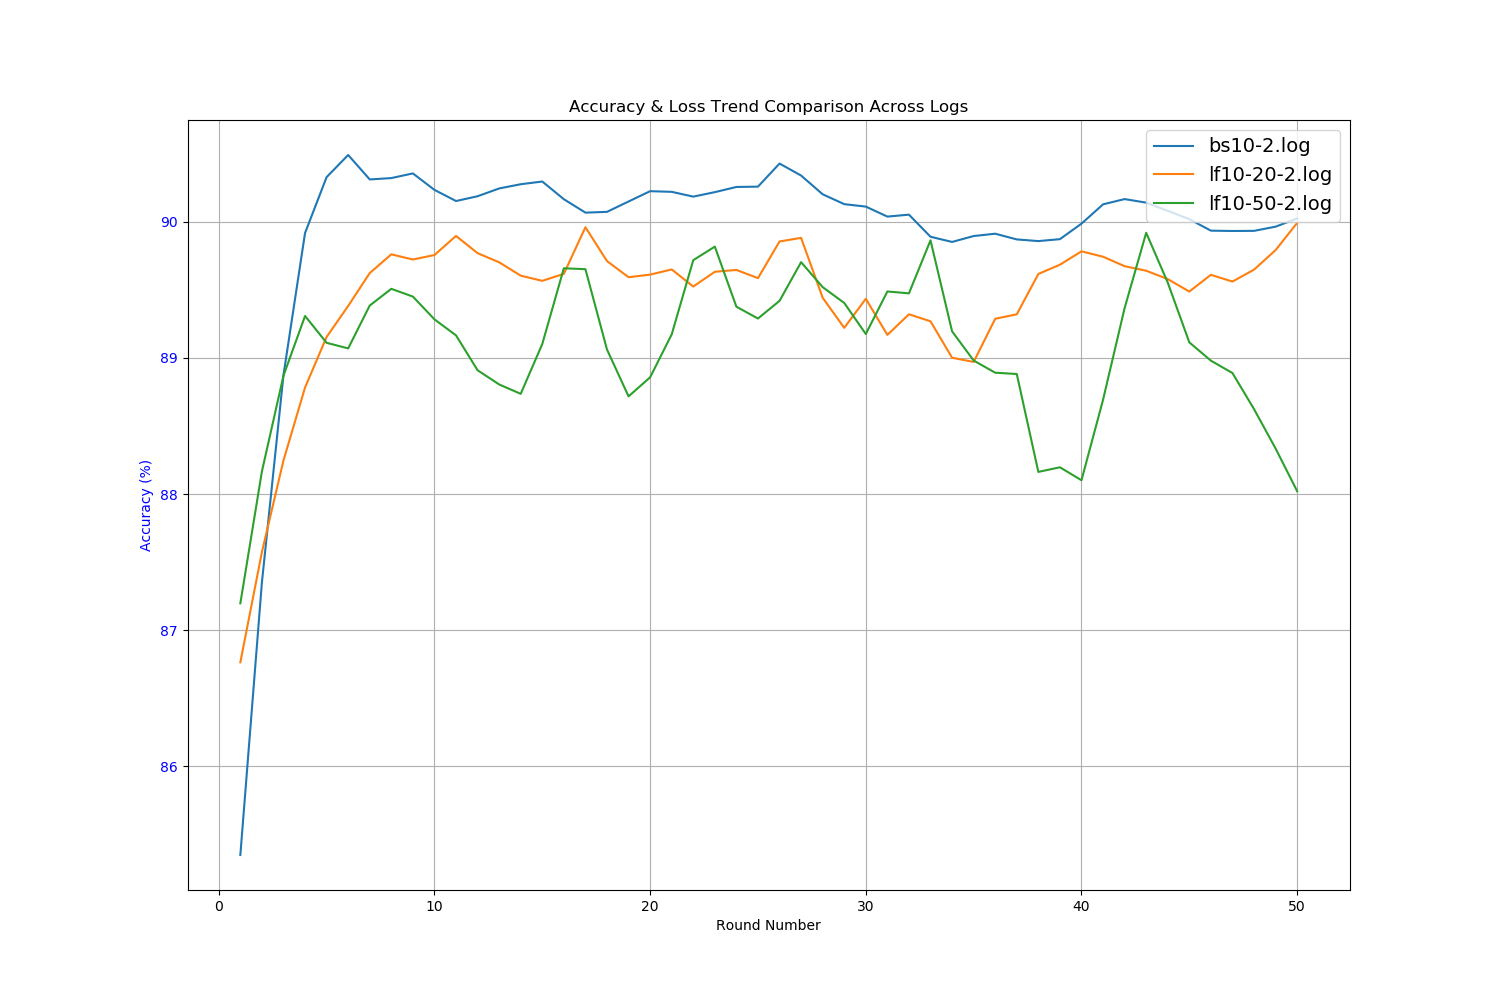 Accuracy & Loss Trend Comparison Across Logs
bs10-2.log
lf10-20-2.log
lf10-50-2.log
90
89
88
87
86
Accuracy (%)
0 10 20 30 40 50
Round Number